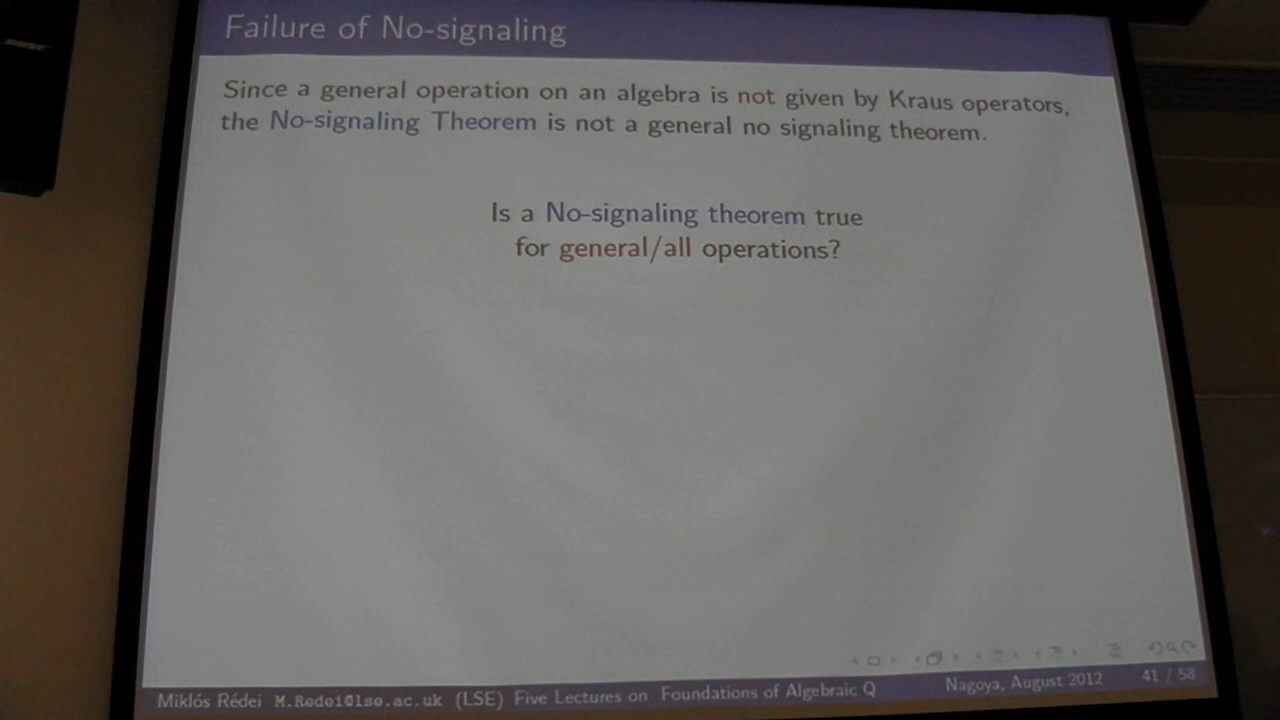 Failure of No-signaling
Since a general operation on an algebra is not given by Kraus operators,
the No-signaling Theorem is not a general no signaling theorem.
Is a No-signaling theorem true
for general/all operations?
Miklós Rédei M.Redei@lse.ac.uk (LSE) Five Lectures on Foundations of Algebraic Q Nagoya, August 2012 41 / 58